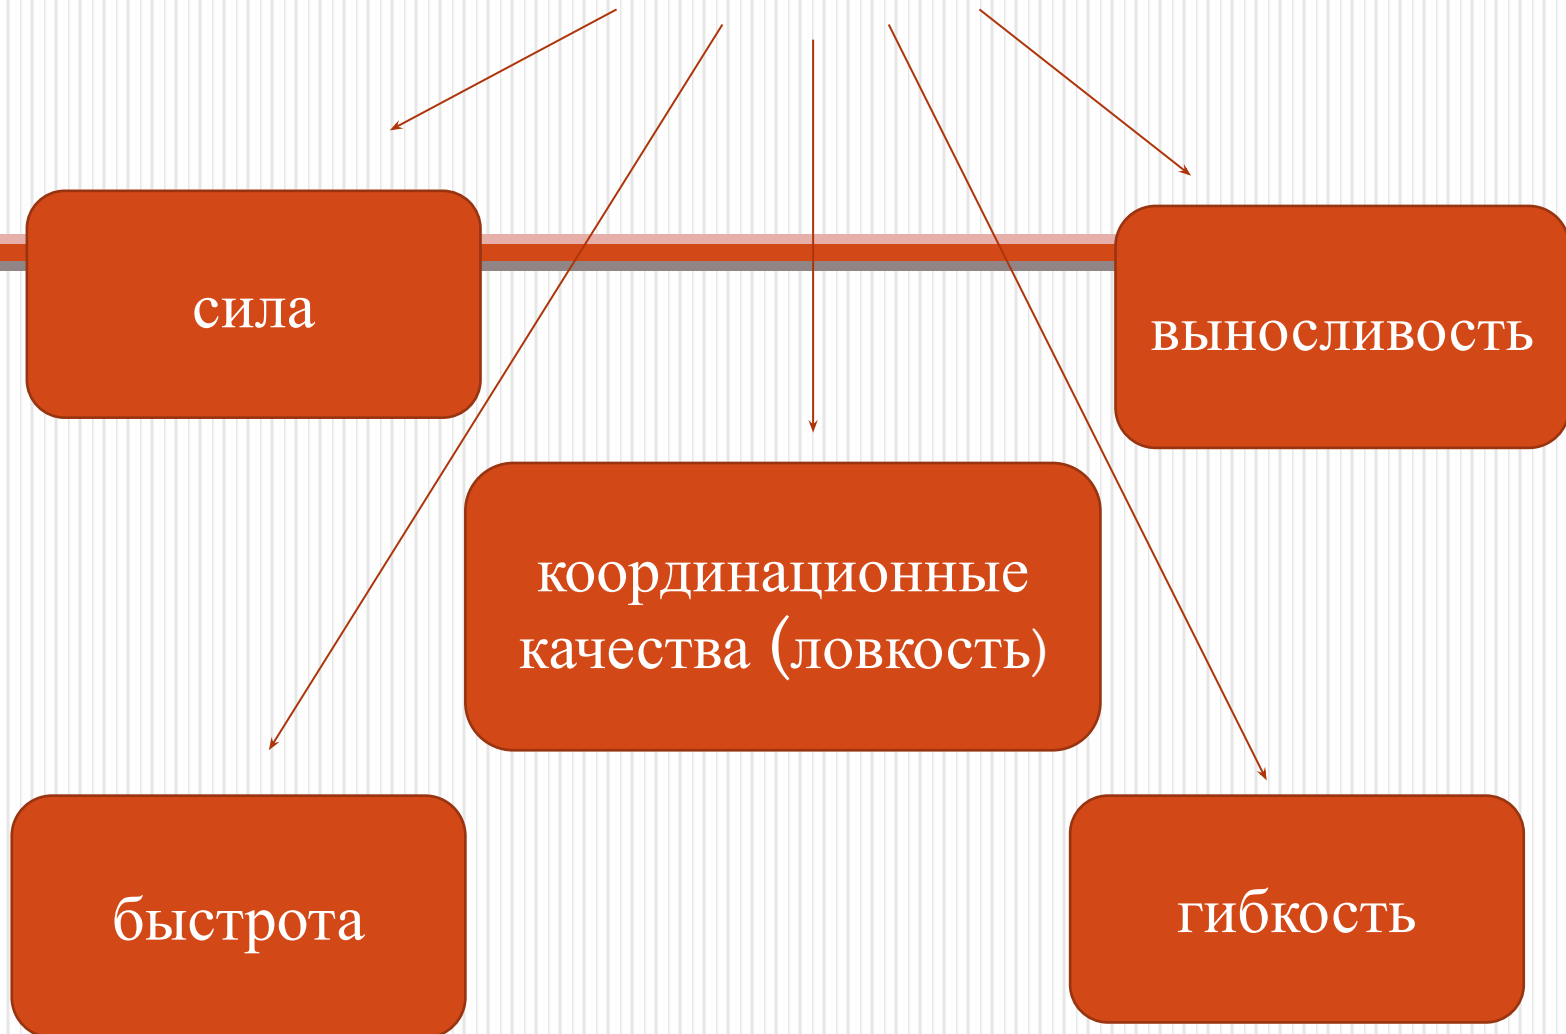 сила
выносливость
координационные
качества (ловкость)
быстрота
гибкость